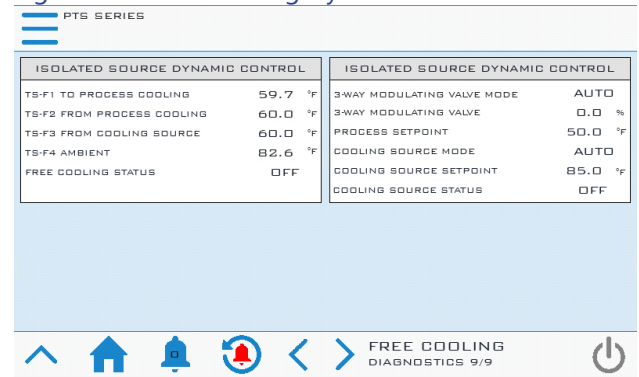 PTS SERIES
ISOLATED SOURCE DYNAMIC CONTROL
TS-F1 TO PROCESS COOLING 59.7 °F
TS-F2 FROM PROCESS COOLING 60.0 °F
TS-F3 FROM COOLING SOURCE 60.0 °F
TS-F4 AMBIENT 82.6 °F
FREE COOLING STATUS OFF
ISOLATED SOURCE DYNAMIC CONTROL
3-WAY MODULATING VALVE MODE AUTO
3-WAY MODULATING VALVE 0.0 %
PROCESS SETPOINT 50.0 °F
COOLING SOURCE MODE AUTO
COOLING SOURCE SETPOINT 85.0 °F
COOLING SOURCE STATUS OFF
0
FREE COOLING
DIAGNOSTICS 9/9